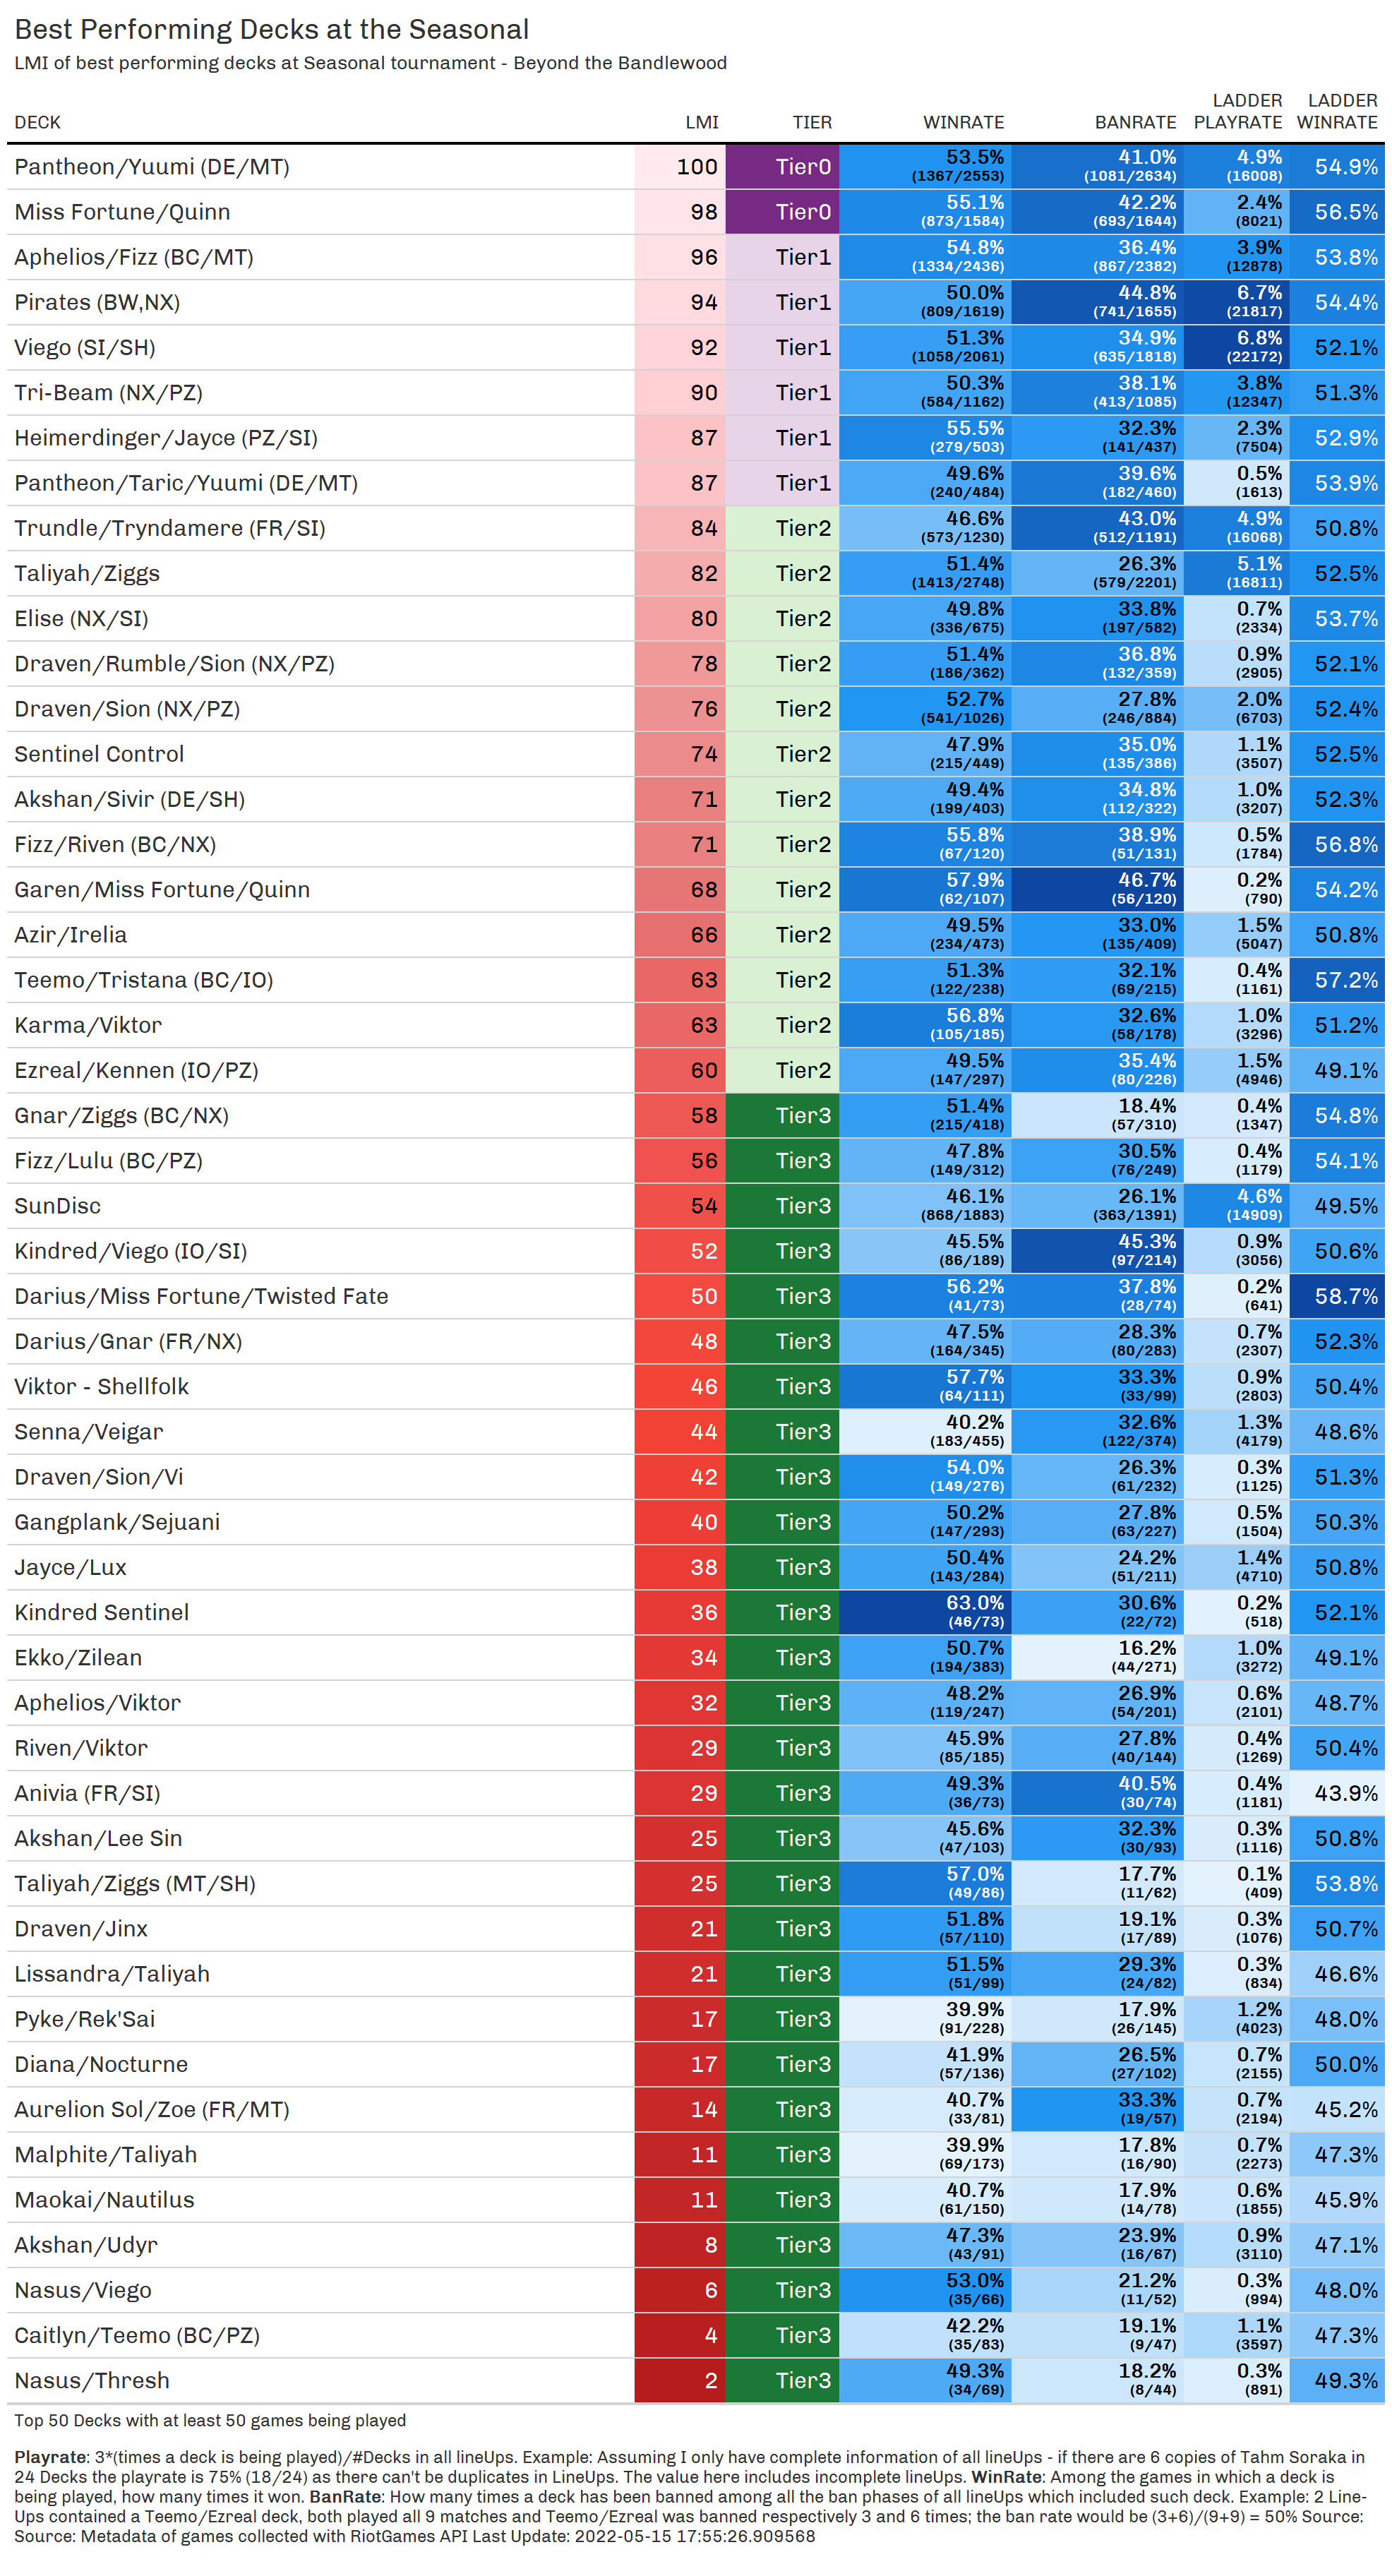 Best Performing Decks at the Seasonal
LMI of best performing decks at Seasonal tournament - Beyond the Bandlewood
DECK LMI TIER WINRATE BANRATE LADDER PLAYRATE LADDER WINRATE
Pantheon/Yuumi (DE/MT) 100 Tier0 53.5% (1367/2553) 41.0% (1081/2634) 4.9% (16008) 54.9%
Miss Fortune/Quinn 98 Tier0 55.1% (873/1584) 42.2% (693/1644) 2.4% (8021) 56.5%
Aphelios/Fizz (BC/MT) 96 Tier1 54.8% (1334/2436) 36.4% (867/2382) 3.9% (12878) 53.8%
Pirates (BW,NX) 94 Tier1 50.0% (809/1619) 44.8% (741/1655) 6.7% (21817) 54.4%
Viego (SI/SH) 92 Tier1 51.3% (1058/2061) 34.9% (635/1818) 6.8% (22172) 52.1%
Tri-Beam (NX/PZ) 90 Tier1 50.3% (584/1162) 38.1% (413/1085) 3.8% (12347) 51.3%
Heimerdinger/Jayce (PZ/SI) 87 Tier1 55.5% (279/503) 32.3% (141/437) 2.3% (7504) 52.9%
Pantheon/Taric/Yuumi (DE/MT) 87 Tier1 49.6% (240/484) 39.6% (182/460) 0.5% (1613) 53.9%
Trundle/Tryndamere (FR/SI) 84 Tier2 46.6% (573/1230) 43.0% (512/1191) 4.9% (16068) 50.8%
Taliyah/Ziggs 82 Tier2 51.4% (1413/2748) 26.3% (579/2201) 5.1% (16811) 52.5%
Elise (NX/SI) 80 Tier2 49.8% (336/675) 33.8% (197/582) 0.7% (2334) 53.7%
Draven/Rumble/Sion (NX/PZ) 78 Tier2 51.4% (186/362) 36.8% (132/359) 0.9% (2905) 52.1%
Draven/Sion (NX/PZ) 76 Tier2 52.7% (541/1026) 27.8% (246/884) 2.0% (6703) 52.4%
Sentinel Control 74 Tier2 47.9% (215/449) 35.0% (135/386) 1.1% (3507) 52.5%
Akshan/Sivir (DE/SH) 71 Tier2 49.4% (199/403) 34.8% (112/322) 1.0% (3207) 52.3%
Fizz/Riven (BC/NX) 71 Tier2 55.8% (67/120) 38.9% (51/131) 0.5% (1784) 56.8%
Garen/Miss Fortune/Quinn 68 Tier2 57.9% (62/107) 46.7% (56/120) 0.2% (790) 54.2%
Azir/Irelia 66 Tier2 49.5% (234/473) 33.0% (135/409) 1.5% (5047) 50.8%
Teemo/Tristana (BC/IO) 63 Tier2 51.3% (122/238) 32.1% (69/215) 0.4% (1161) 57.2%
Karma/Viktor 63 Tier2 56.8% (105/185) 32.6% (58/178) 1.0% (3296) 51.2%
Ezreal/Kennen (IO/PZ) 60 Tier2 49.5% (147/297) 35.4% (80/226) 1.5% (4946) 49.1%
Gnar/Ziggs (BC/NX) 58 Tier3 51.4% (215/418) 18.4% (57/310) 0.4% (1347) 54.8%
Fizz/Lulu (BC/PZ) 56 Tier3 47.8% (149/312) 30.5% (76/249) 0.4% (1179) 54.1%
SunDisc 54 Tier3 46.1% (868/1883) 26.1% (363/1391) 4.6% (14909) 49.5%
Kindred/Viego (IO/SI) 52 Tier3 45.5% (86/189) 45.3% (97/214) 0.9% (3056) 50.6%
Darius/Miss Fortune/Twisted Fate 50 Tier3 56.2% (41/73) 37.8% (28/74) 0.2% (641) 58.7%
Darius/Gnar (FR/NX) 48 Tier3 47.5% (164/345) 28.3% (80/283) 0.7% (2307) 52.3%
Viktor - Shellfolk 46 Tier3 57.7% (64/111) 33.3% (33/99) 0.9% (2803) 50.4%
Senna/Veigar 44 Tier3 40.2% (183/455) 32.6% (122/374) 1.3% (4179) 48.6%
Draven/Sion/Vi 42 Tier3 54.0% (149/276) 26.3% (61/232) 0.3% (1125) 51.3%
Gangplank/Sejuani 40 Tier3 50.2% (147/293) 27.8% (63/227) 0.5% (1504) 50.3%
Jayce/Lux 38 Tier3 50.4% (143/284) 24.2% (51/211) 1.4% (4710) 50.8%
Kindred Sentinel 36 Tier3 63.0% (46/73) 30.6% (22/72) 0.2% (518) 52.1%
Ekko/Zilean 34 Tier3 50.7% (194/383) 16.2% (44/271) 1.0% (3272) 49.1%
Aphelios/Viktor 32 Tier3 48.2% (119/247) 26.9% (54/201) 0.6% (2101) 48.7%
Riven/Viktor 29 Tier3 45.9% (85/185) 27.8% (40/144) 0.4% (1269) 50.4%
Anivia (FR/SI) 29 Tier3 49.3% (36/73) 40.5% (30/74) 0.4% (1181) 43.9%
Akshan/Lee Sin 25 Tier3 45.6% (47/103) 32.3% (30/93) 0.3% (1116) 50.8%
Taliyah/Ziggs (MT/SH) 25 Tier3 57.0% (49/86) 17.7% (11/62) 0.1% (409) 53.8%
Draven/Jinx 21 Tier3 51.8% (57/110) 19.1% (17/89) 0.3% (1076) 50.7%
Lissandra/Taliyah 21 Tier3 51.5% (51/99) 29.3% (24/82) 0.3% (834) 46.6%
Pyke/Rek'Sai 17 Tier3 39.9% (91/228) 17.9% (26/145) 1.2% (4023) 48.0%
Diana/Nocturne 17 Tier3 41.9% (57/136) 26.5% (27/102) 0.7% (2155) 50.0%
Aurelion Sol/Zoe (FR/MT) 14 Tier3 40.7% (33/81) 33.3% (19/57) 0.7% (2194) 45.2%
Malphite/Taliyah 11 Tier3 39.9% (69/173) 17.8% (16/90) 0.7% (2273) 47.3%
Maokai/Nautilus 11 Tier3 40.7% (61/150) 17.9% (14/78) 0.6% (1855) 45.9%
Akshan/Udyr 8 Tier3 47.3% (43/91) 23.9% (16/67) 0.9% (3110) 47.1%
Nasus/Viego 6 Tier3 53.0% (35/66) 21.2% (11/52) 0.3% (994) 48.0%
Caitlyn/Teemo (BC/PZ) 4 Tier3 42.2% (35/83) 19.1% (9/47) 1.1% (3597) 47.3%
Nasus/Thresh 2 Tier3 49.3% (34/69) 18.2% (8/44) 0.3% (891) 49.3%
Top 50 Decks with at least 50 games being played
Playrate: 3*(times a deck is being played)/#Decks in all lineUps. Example: Assuming I only have complete information of all lineUps - if there are 6 copies of Tahm Soraka in
24 Decks the playrate is 75% (18/24) as there can't be duplicates in LineUps. The value here includes incomplete lineUps. WinRate: Among the games in which a deck is
being played, how many times it won. BanRate: How many times a deck has been banned among all the ban phases of all lineUps which included such deck. Example: 2 Line-
Ups contained a Teemo/Ezreal deck, both played all 9 matches and Teemo/Ezreal was banned respectively 3 and 6 times; the ban rate would be (3+6)/(9+9) = 50% Source:
Source: Metadata of games collected with RiotGames API Last Update: 2022-05-15 17:55:26.909568